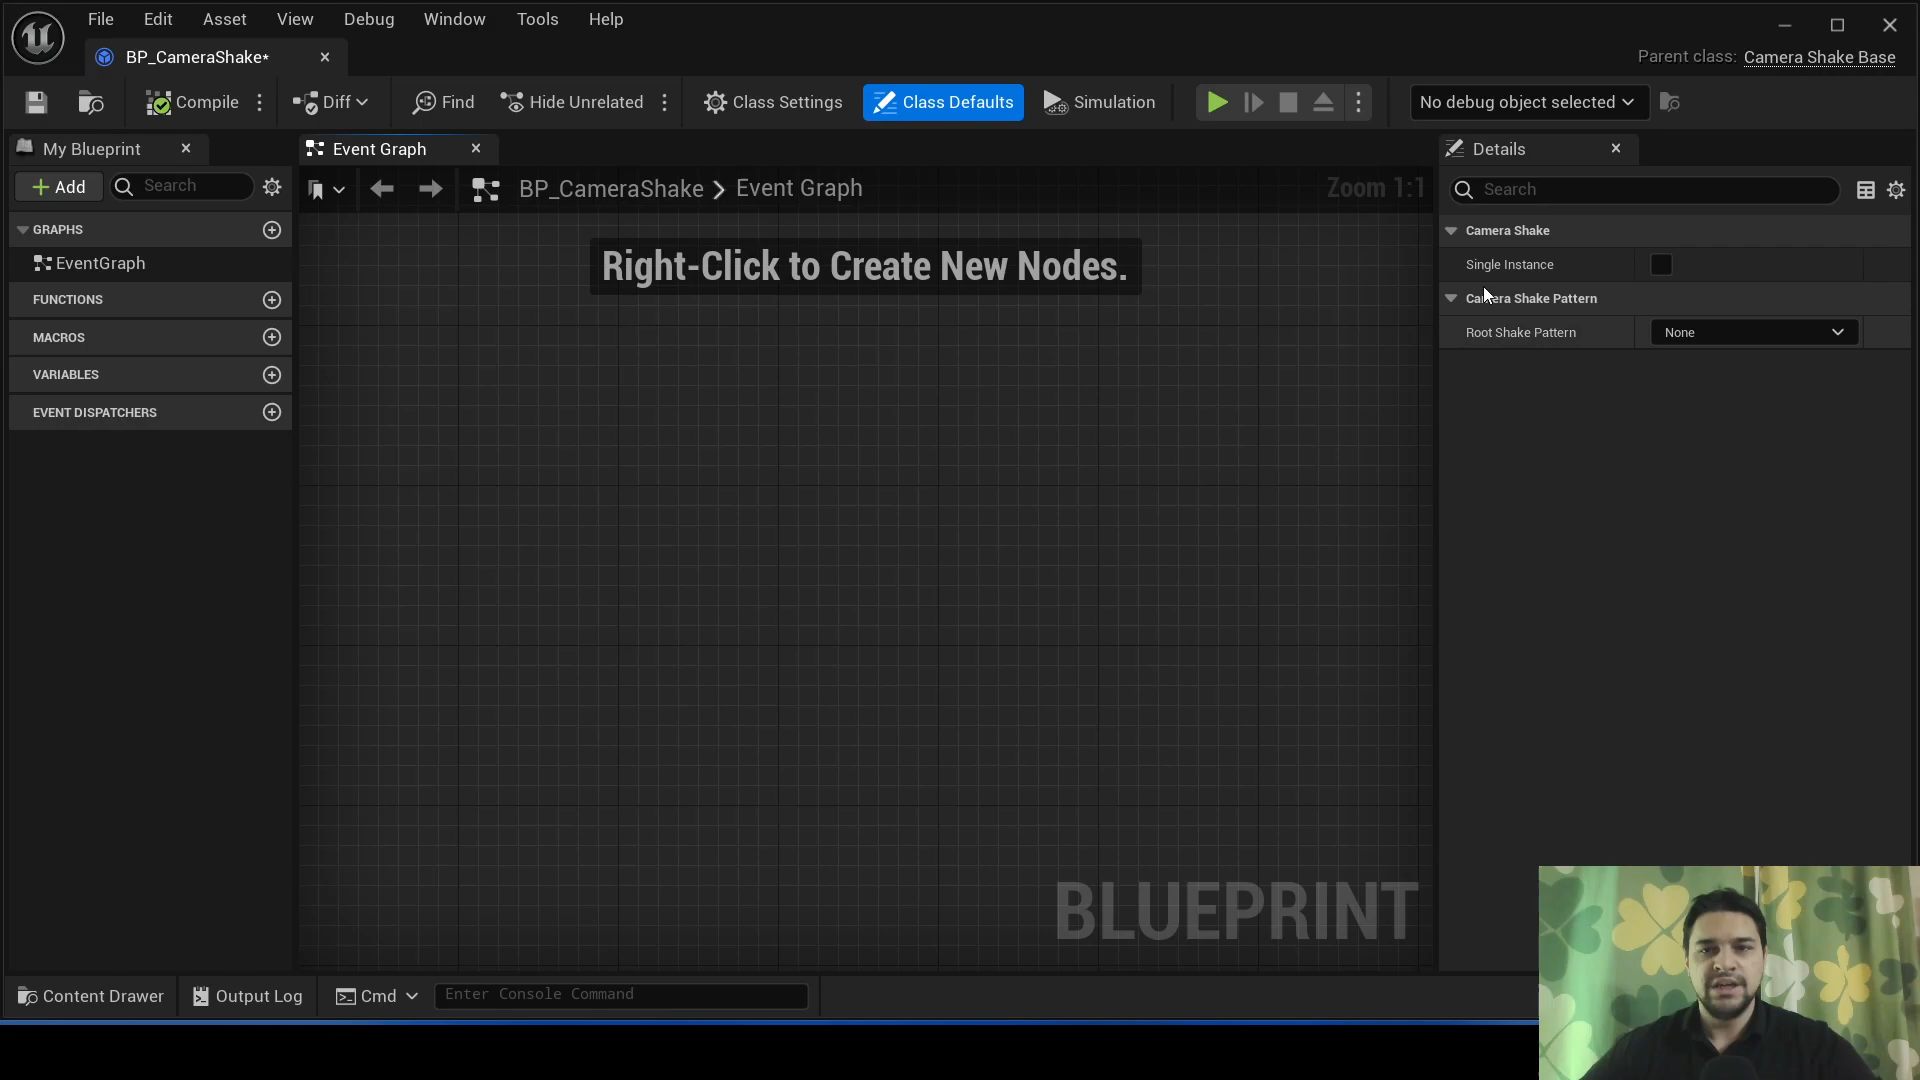 File Edit Asset View Debug Window Tools Help
BP_CameraShake*
Parent class: Camera Shake Base
Compile Diff Find Hide Unrelated Class Settings Class Defaults Simulation No debug object selected
My Blueprint
Event Graph
Details
Add Search
BP_CameraShake > Event Graph
Zoom 1:1
Search
GRAPHS
EventGraph
FUNCTIONS
MACROS
VARIABLES
EVENT DISPATCHERS
Right-Click to Create New Nodes.
BLUEPRINT
Camera Shake
Single Instance
Camera Shake Pattern
Root Shake Pattern None
Content Drawer Output Log Cmd Enter Console Command